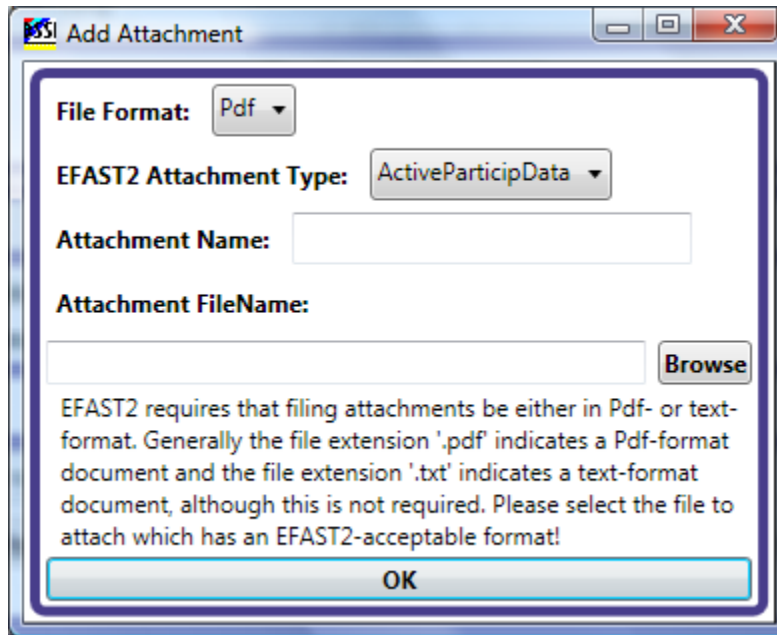 PSSI Add Attachment
File Format: Pdf
EFAST2 Attachment Type: ActiveParticipData
Attachment Name:
Attachment FileName:
Browse
EFAST2 requires that filing attachments be either in Pdf- or text-
format. Generally the file extension '.pdf' indicates a Pdf-format
document and the file extension '.txt' indicates a text-format
document, although this is not required. Please select the file to
attach which has an EFAST2-acceptable format!
OK